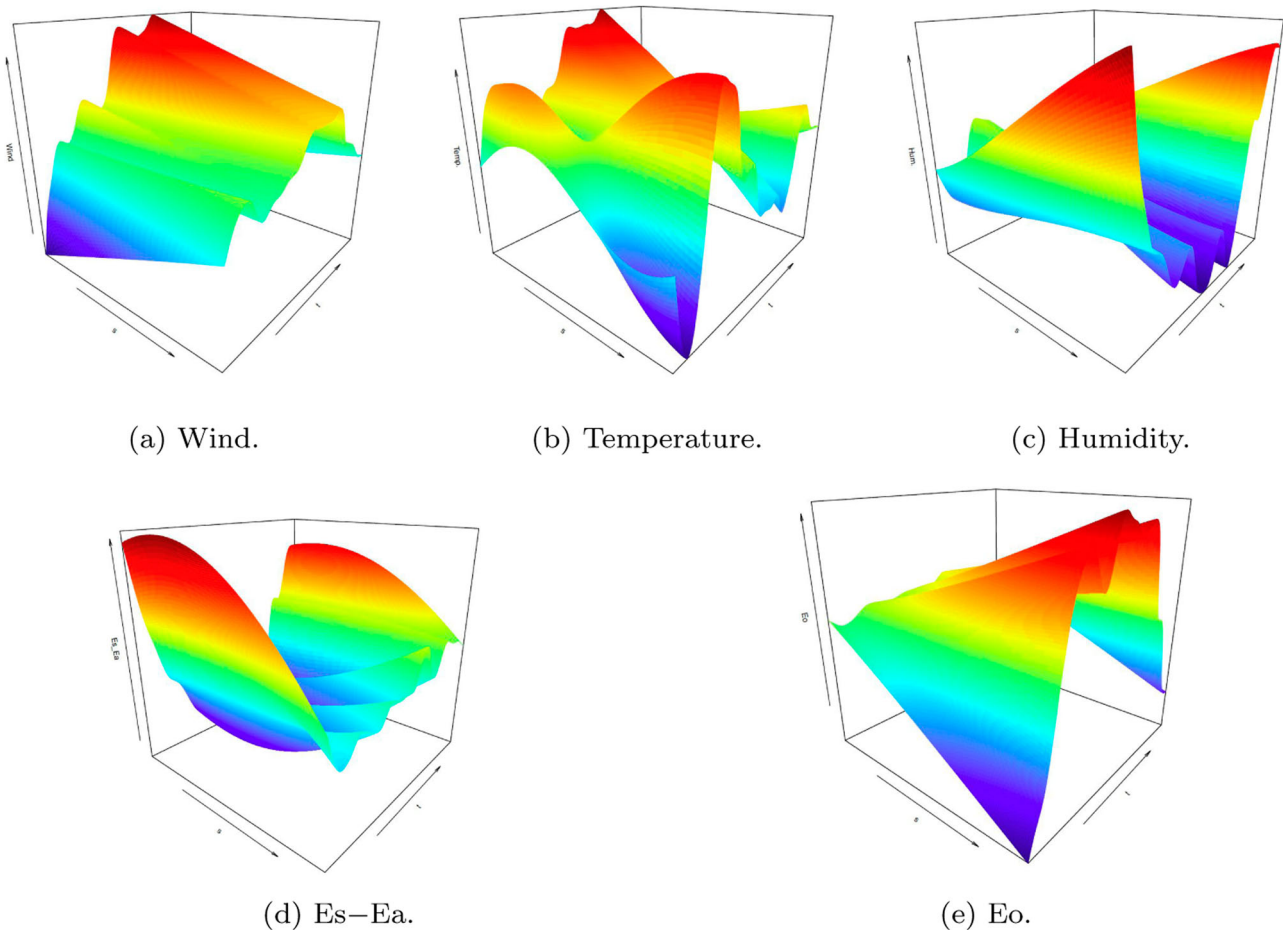 Wind
s
t
Temp.
s
t
Hum.
s
t
(a) Wind.
(b) Temperature.
(c) Humidity.
Es_Ea
s
t
Eo
s
t
(d) Es−Ea.
(e) Eo.